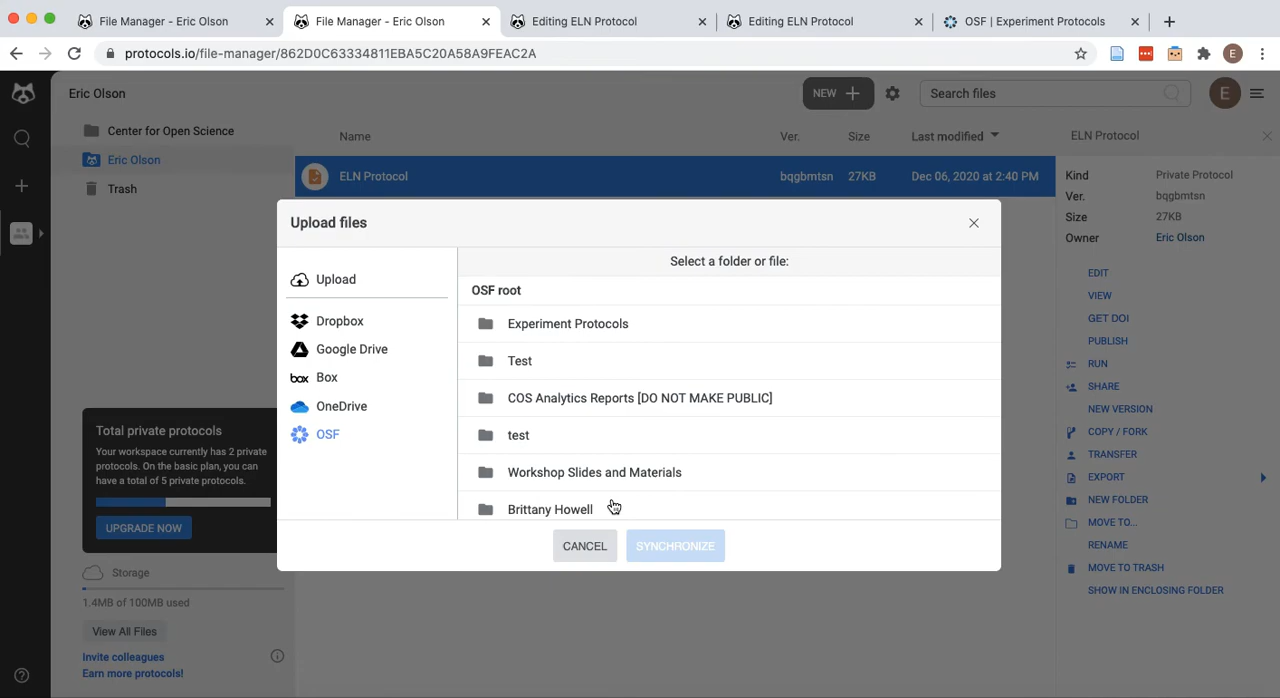 File Manager - Eric Olson
File Manager - Eric Olson
Editing ELN Protocol
Editing ELN Protocol
OSF | Experiment Protocols
protocols.io/file-manager/862D0C63334811EBA5C20A58A9FEAC2A
E
Eric Olson
NEW
Search files
E
Center for Open Science
Eric Olson
Trash
Name
Ver.
Size
Last modified
ELN Protocol
bqgbmtsn
27KB
Dec 06, 2020 at 2:40 PM
ELN Protocol
Kind
Private Protocol
Ver.
bqgbmtsn
Size
27KB
Owner
Eric Olson
EDIT
VIEW
GET DOI
PUBLISH
RUN
SHARE
NEW VERSION
COPY / FORK
TRANSFER
EXPORT
NEW FOLDER
MOVE TO...
RENAME
MOVE TO TRASH
SHOW IN ENCLOSING FOLDER
Upload files
Upload
Dropbox
Google Drive
box
Box
OneDrive
OSF
Select a folder or file:
OSF root
Experiment Protocols
Test
COS Analytics Reports [DO NOT MAKE PUBLIC]
test
Workshop Slides and Materials
Brittany Howell
CANCEL
SYNCHRONIZE
Total private protocols
Your workspace currently has 2 private
protocols. On the basic plan, you can
have a total of 5 private protocols.
UPGRADE NOW
Storage
1.4MB of 100MB used
View All Files
Invite colleagues
Earn more protocols!